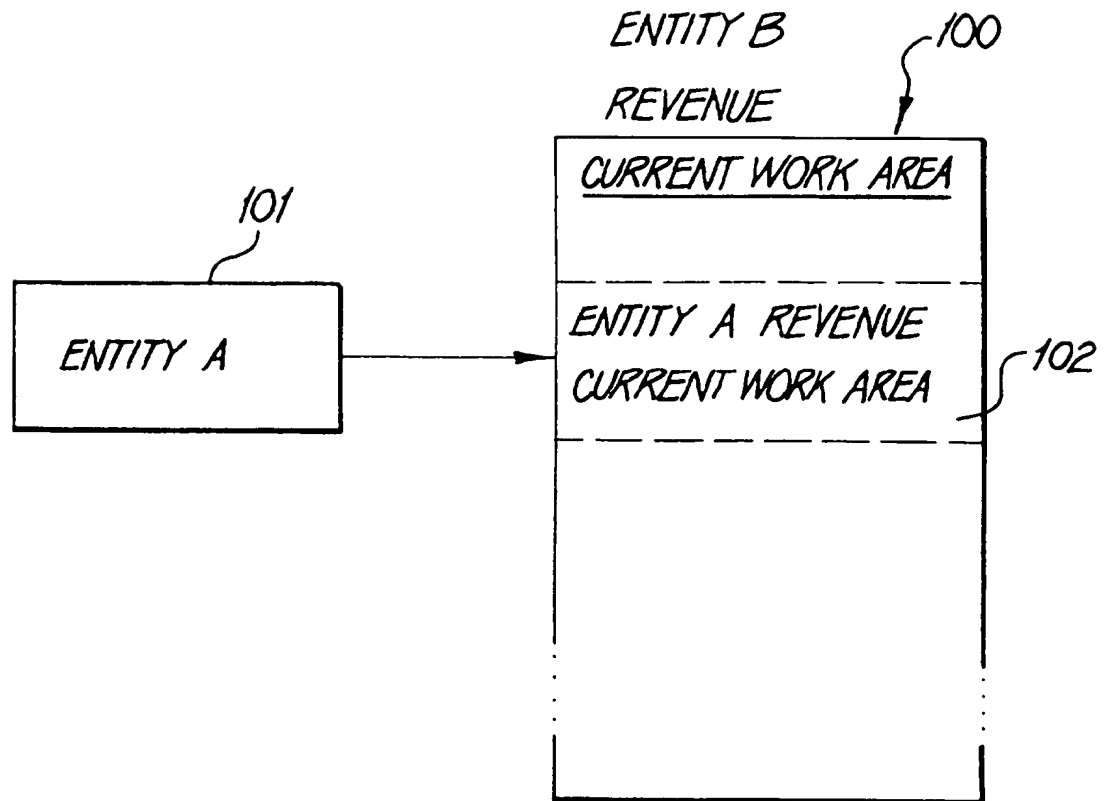 ENTITY B
100
REVENUE
CURRENT WORK AREA
101
ENTITY A
ENTITY A REVENUE
CURRENT WORK AREA
102